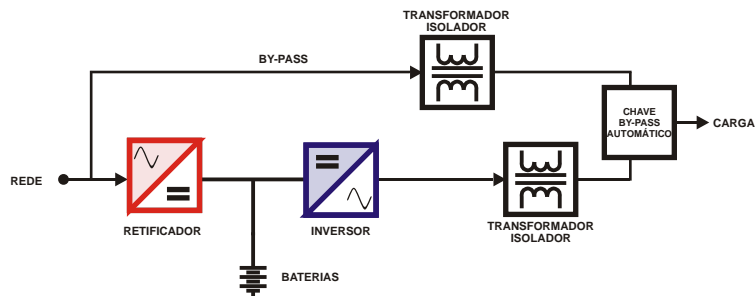 TRANSFORMADOR
ISOLADOR
BY-PASS
CHAVE
BY-PASS
AUTOMÁTICO
CARGA
REDE
RETIFICADOR
INVERSOR
TRANSFORMADOR
ISOLADOR
BATERIAS